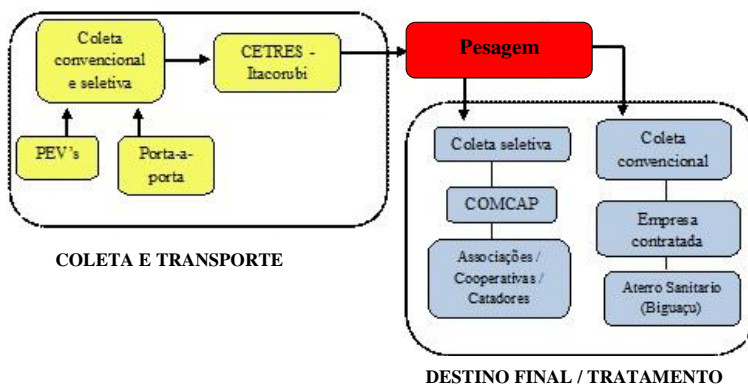 Coleta
convencional
e seletiva
CETRES -
Itacorubi
PEV's
Porta-a-
porta
COLETA E TRANSPORTE
Pesagem
Coleta seletiva
COMCAP
Associações /
Cooperativas /
Catadores
Coleta
convencional
Empresa
contratada
Aterro Sanitario
(Biguaçu)
DESTINO FINAL / TRATAMENTO